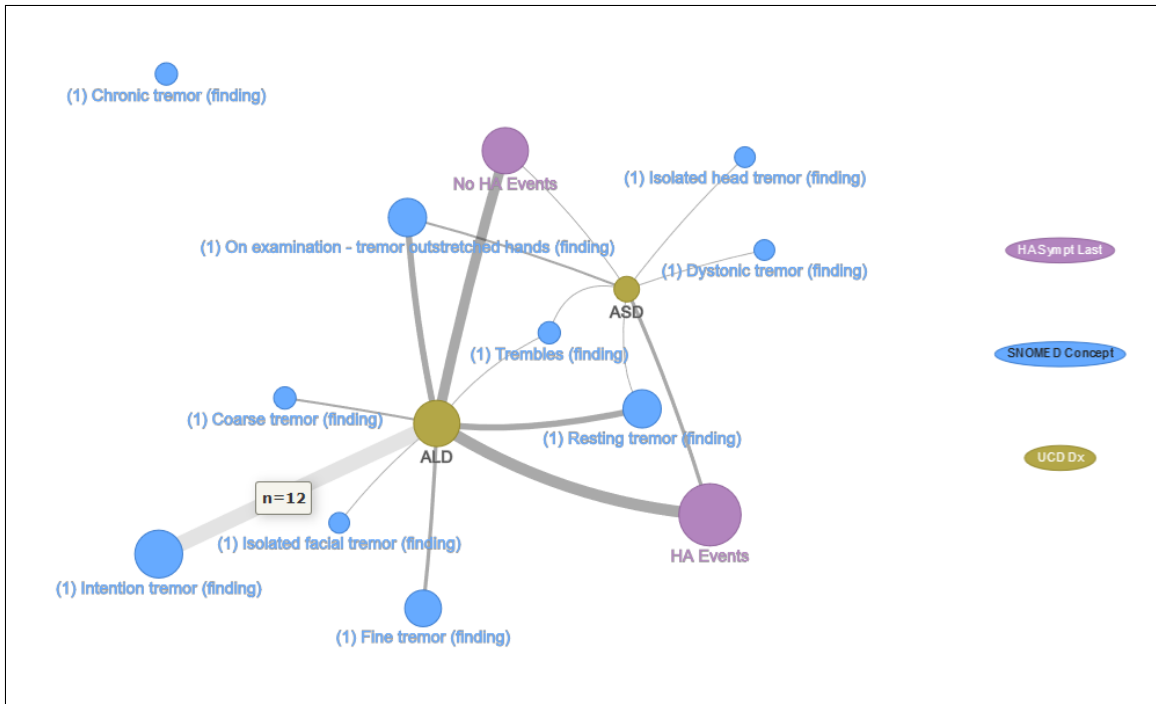 (1) Chronic tremor (finding)
No HA Events
(1) Isolated head tremor (finding)
(1) On examination - tremor outstretched hands (finding)
HA Sympt Last
(1) Dystonic tremor (finding)
ASD
(1) Trembles (finding)
SNOMED Concept
(1) Coarse tremor (finding)
(1) Resting tremor (finding)
ALD
UCD Dx
n=12
(1) Isolated facial tremor (finding)
HA Events
(1) Intention tremor (finding)
(1) Fine tremor (finding)